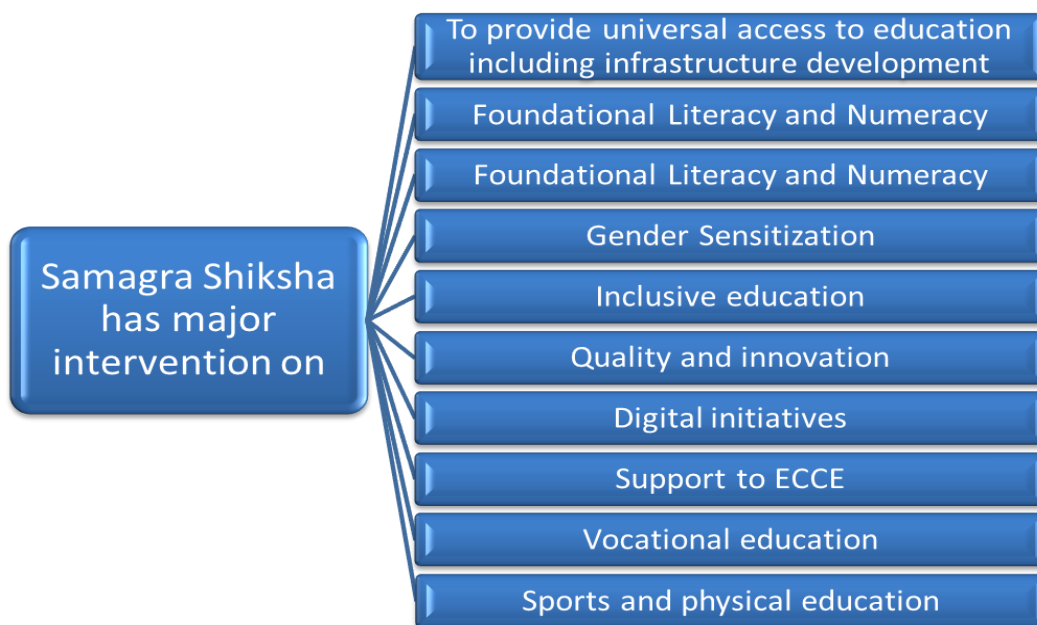 Samagra Shiksha
has major
intervention on
To provide universal access to education
including infrastructure development
Foundational Literacy and Numeracy
Foundational Literacy and Numeracy
Gender Sensitization
Inclusive education
Quality and innovation
Digital initiatives
Support to ECCE
Vocational education
Sports and physical education